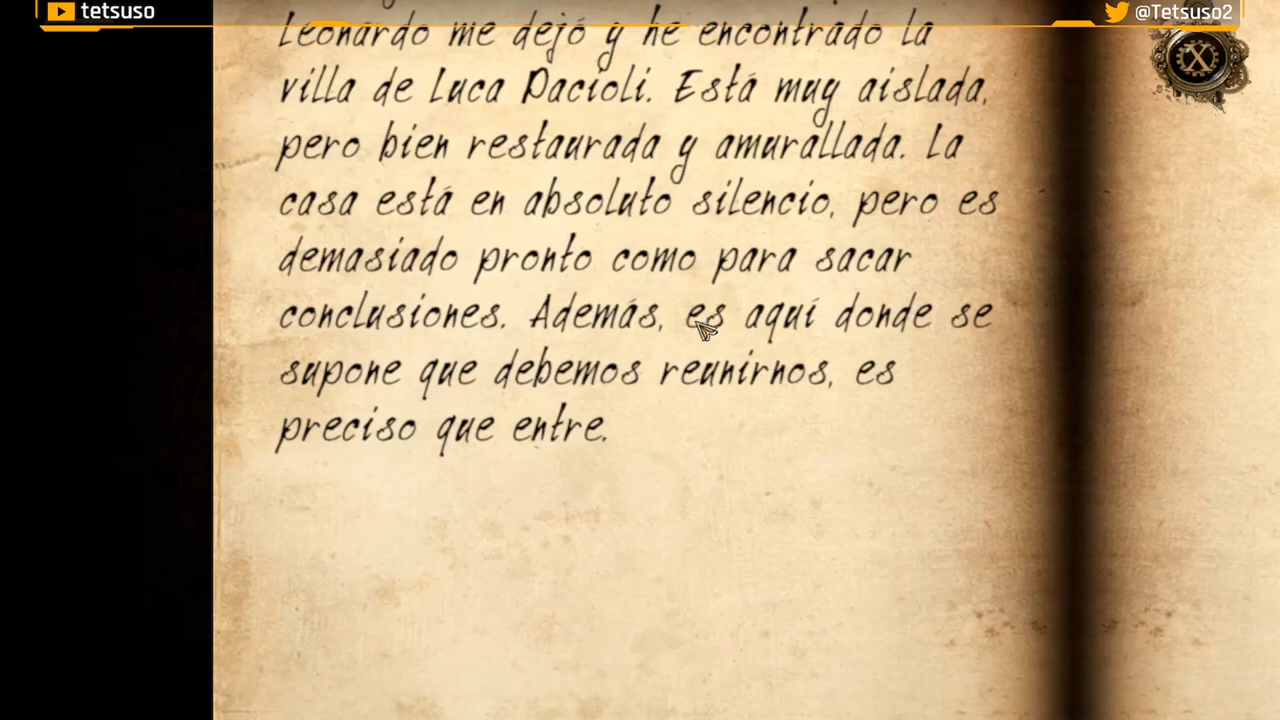 tetsuso
@Tetsuso2
Leonardo me dejó y he encontrado la
villa de Luca Pacioli. Está muy aislada,
pero bien restaurada y amurallada. La
casa está en absoluto silencio, pero es
demasiado pronto como para sacar
conclusiones. Además, es aquí donde se
supone que debemos reunirnos, es
preciso que entre.